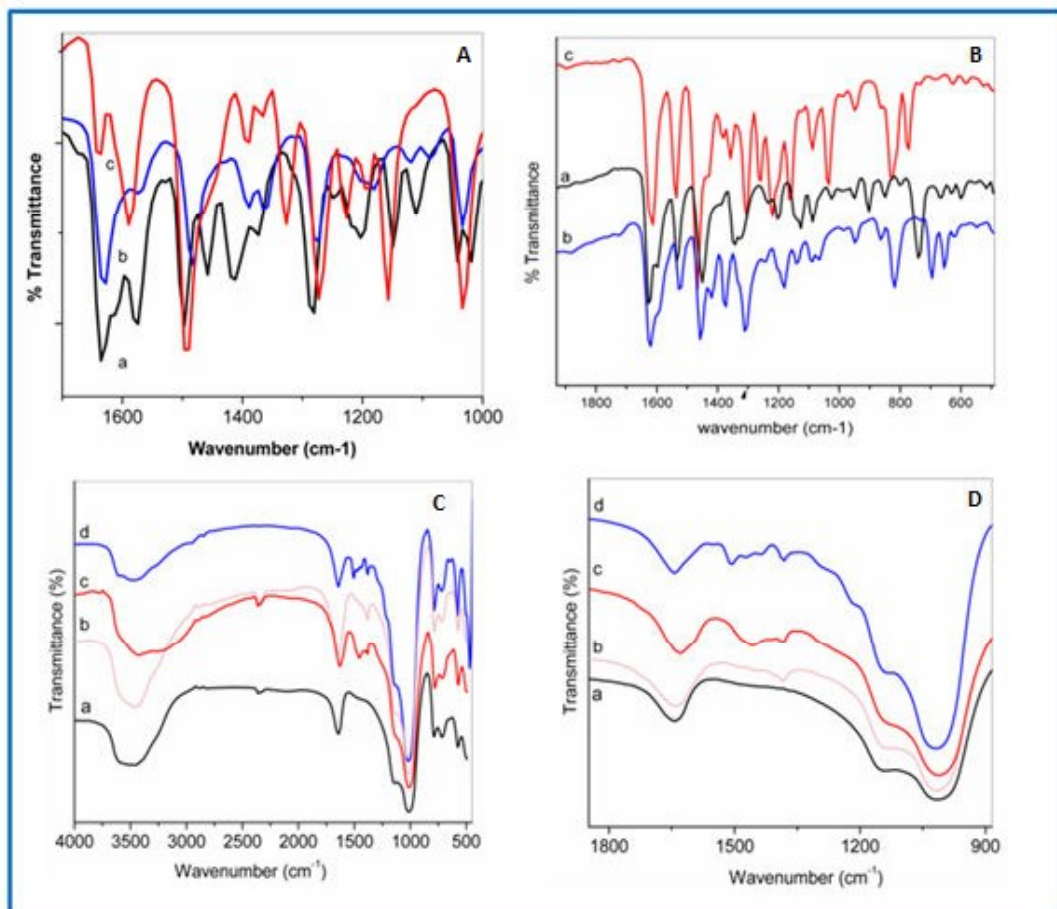 A
% Transmittance
c
b
a
1600
1400
1200
1000
Wavenumber (cm-1)
B
% Transmittance
c
a
b
1800
1600
1400
1200
1000
800
600
wavenumber (cm-1)
C
Transmittance (%)
d
c
b
a
4000
3500
3000
2500
2000
1500
1000
500
Wavenumber (cm⁻¹)
D
Transmittance (%)
d
c
b
a
1800
1500
1200
900
Wavenumber (cm⁻¹)